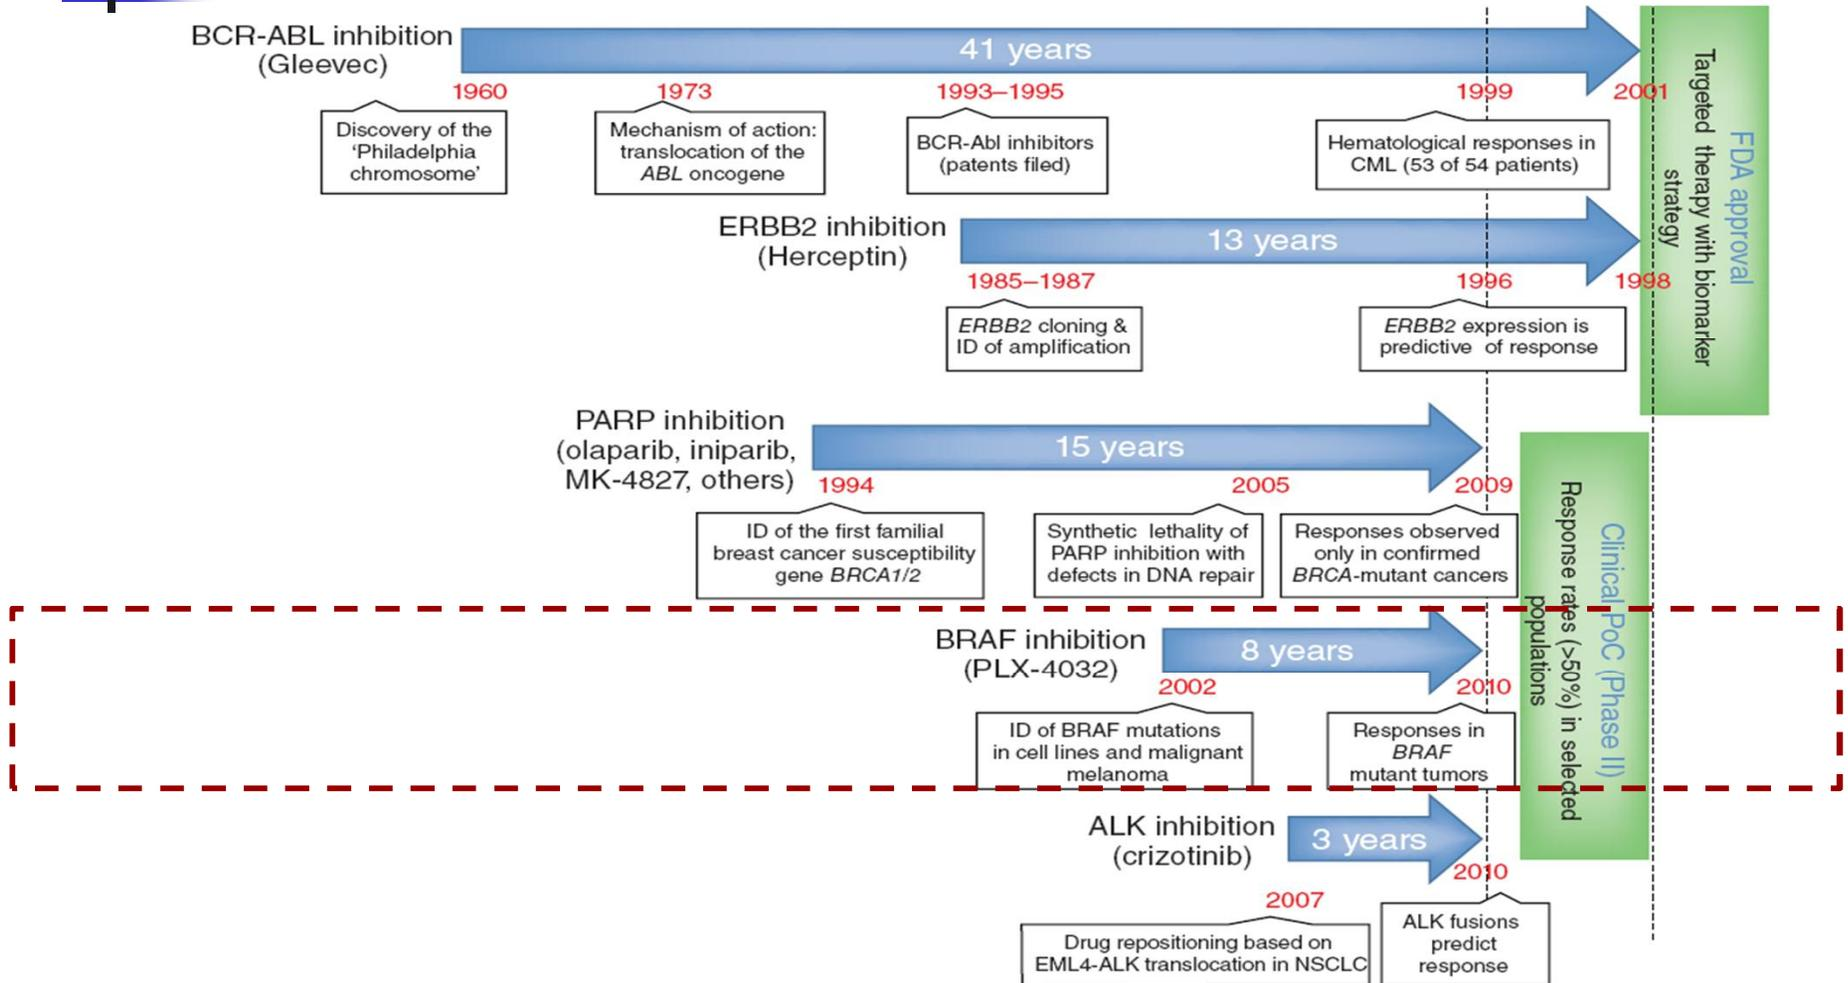 BCR-ABL inhibition
(Gleevec)
41 years
1960
1973
1993–1995
1999
2001
Discovery of the
‘Philadelphia
chromosome’
Mechanism of action:
translocation of the
ABL oncogene
BCR-Abl inhibitors
(patents filed)
Hematological responses in
CML (53 of 54 patients)
ERBB2 inhibition
(Herceptin)
13 years
1985–1987
1996
1998
ERBB2 cloning &
ID of amplification
ERBB2 expression is
predictive of response
FDA approval
Targeted therapy with biomarker
strategy
PARP inhibition
(olaparib, iniparib,
MK-4827, others)
15 years
1994
2005
2009
ID of the first familial
breast cancer susceptibility
gene BRCA1/2
Synthetic lethality of
PARP inhibition with
defects in DNA repair
Responses observed
only in confirmed
BRCA-mutant cancers
BRAF inhibition
(PLX-4032)
8 years
2002
2010
ID of BRAF mutations
in cell lines and malignant
melanoma
Responses in
BRAF
mutant tumors
Clinical PoC (Phase II)
Response rates (>50%) in selected
populations
ALK inhibition
(crizotinib)
3 years
2007
2010
Drug repositioning based on
EML4-ALK translocation in NSCLC
ALK fusions
predict
response